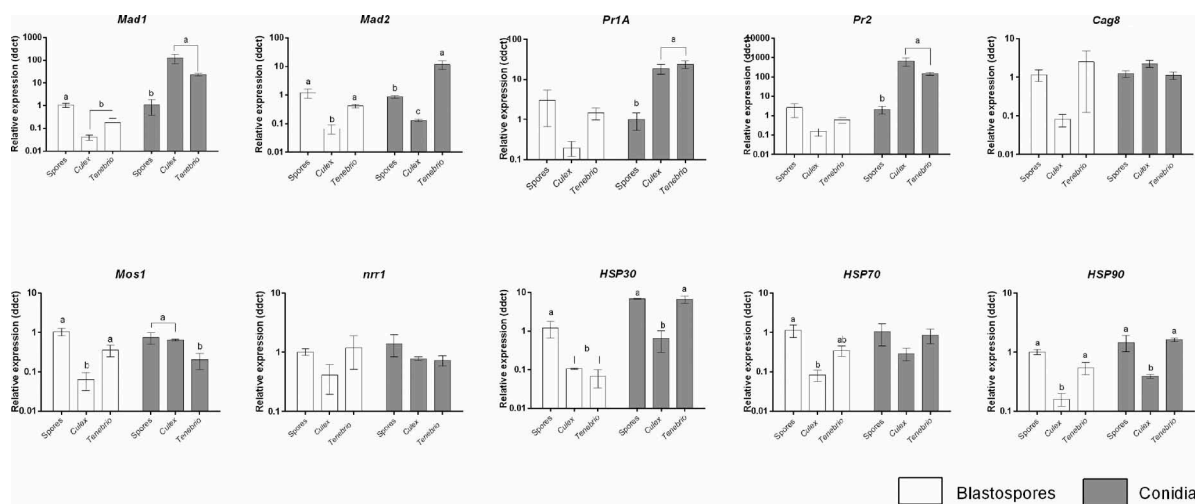 Mad1
Relative expression (ddct)
1000
100
10
1
0.1
0.01
a
b
b
a
Spores
Culex
Tenebrio
Spores
Culex
Tenebrio
Mad2
Relative expression (ddct)
100
10
1
0.1
0.01
a
b
a
b
c
a
Spores
Culex
Tenebrio
Spores
Culex
Tenebrio
Pr1A
Relative expression (ddct)
100
10
1
0.1
b
a
Spores
Culex
Tenebrio
Spores
Culex
Tenebrio
Pr2
Relative expression (ddct)
10000
1000
100
10
1
0.1
0.01
b
a
Spores
Culex
Tenebrio
Spores
Culex
Tenebrio
Cag8
Relative expression (ddct)
10
1
0.1
0.01
Spores
Culex
Tenebrio
Spores
Culex
Tenebrio
Mos1
Relative expression (ddct)
10
1
0.1
0.01
a
b
a
a
b
Spores
Culex
Tenebrio
Spores
Culex
Tenebrio
nrr1
Relative expression (ddct)
10
1
0.1
Spores
Culex
Tenebrio
Spores
Culex
Tenebrio
HSP30
Relative expression (ddct)
10
1
0.1
0.01
a
b
a
b
a
Spores
Culex
Tenebrio
Spores
Culex
Tenebrio
HSP70
Relative expression (ddct)
10
1
0.1
0.01
a
b
ab
Spores
Culex
Tenebrio
Spores
Culex
Tenebrio
HSP90
Relative expression (ddct)
10
1
0.1
a
b
a
a
b
a
Spores
Culex
Tenebrio
Spores
Culex
Tenebrio
Blastospores
Conidia